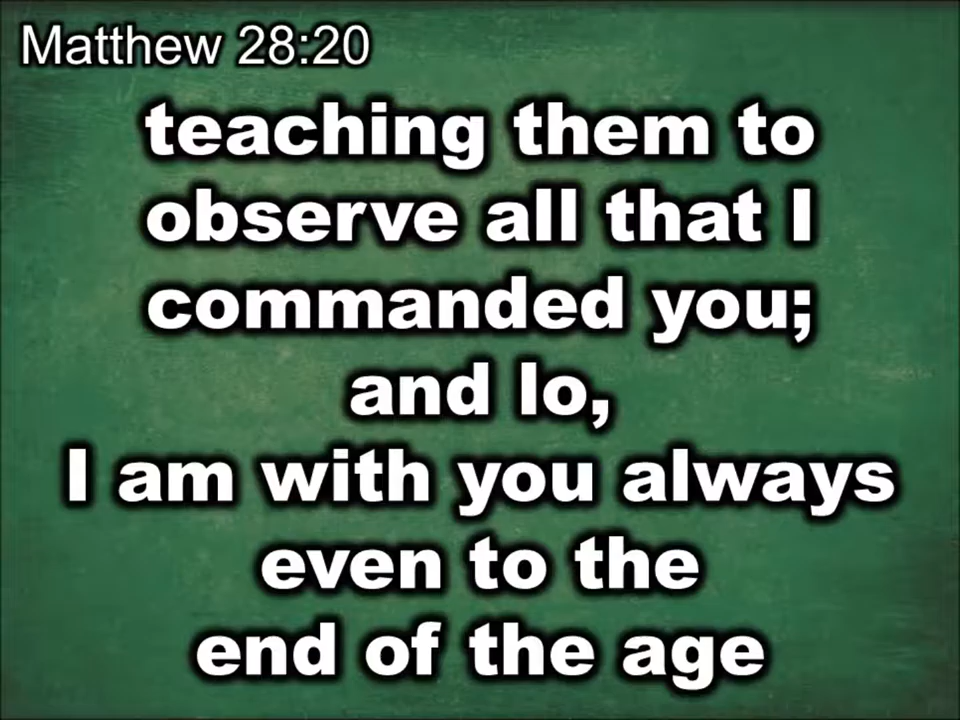 Matthew 28:20
teaching them to
observe all that I
commanded you;
and lo,
I am with you always
even to the
end of the age